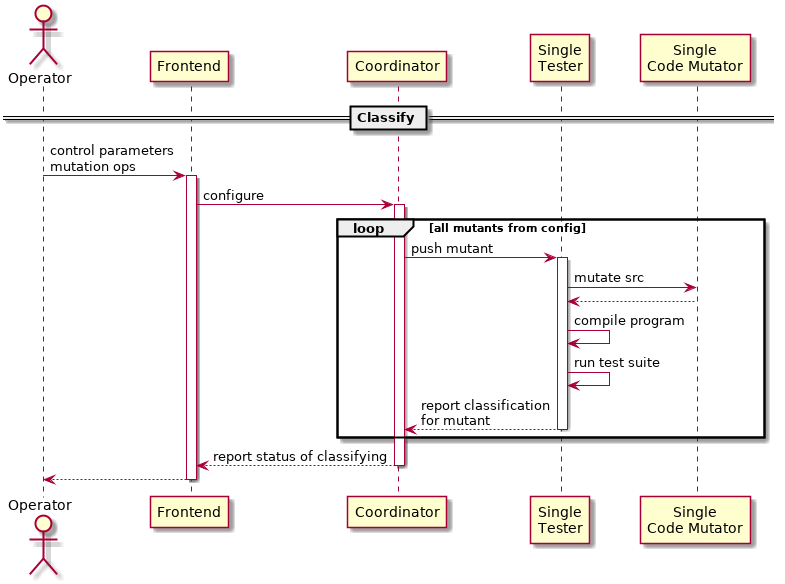 Operator
Frontend
Coordinator
Single
Tester
Single
Code Mutator
Classify
control parameters
mutation ops
configure
loop
[all mutants from config]
push mutant
mutate src
compile program
run test suite
report classification
for mutant
report status of classifying
Operator
Frontend
Coordinator
Single
Tester
Single
Code Mutator